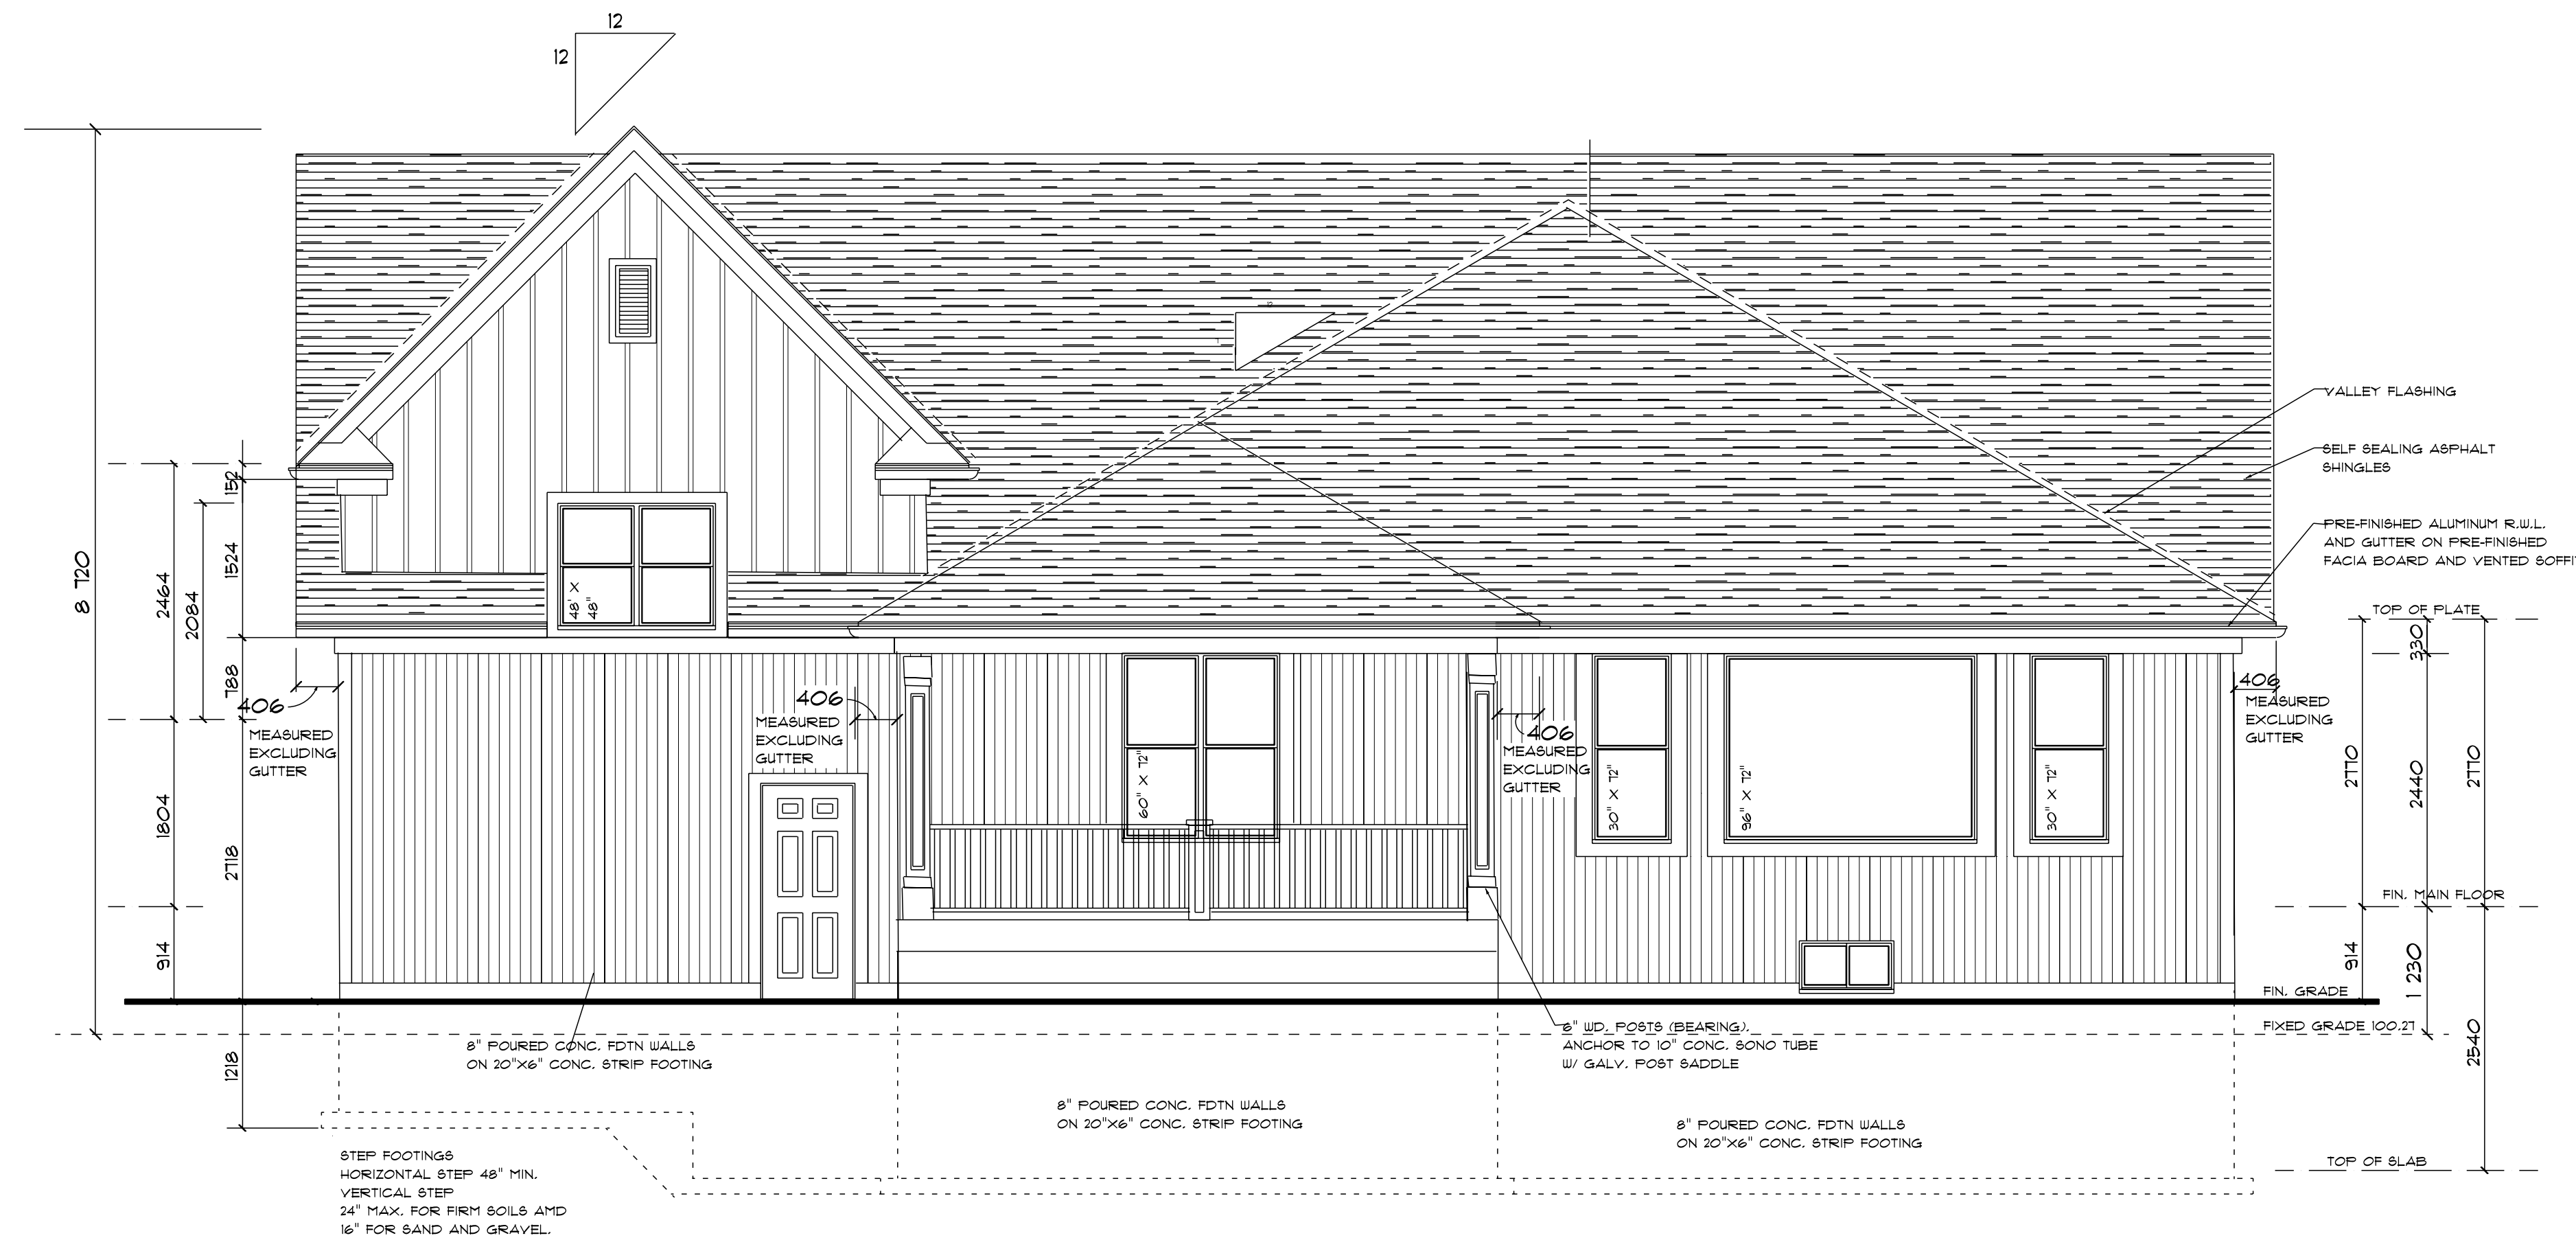 12
12
VALLEY FLASHING
SELF SEALING ASPHALT
SHINGLES
PRE-FINISHED ALUMINUM R.W.L.
AND GUTTER ON PRE-FINISHED
FACIA BOARD AND VENTED SOFFI
8 720
2464
2084
152
1524
788
1804
2718
914
1218
48" X
48"
406
MEASURED
EXCLUDING
GUTTER
406
MEASURED
EXCLUDING
GUTTER
60" X 72"
406
MEASURED
EXCLUDING
GUTTER
30" X 72"
96" X 72"
30" X 72"
406
MEASURED
EXCLUDING
GUTTER
TOP OF PLATE
330
2770
2440
2770
FIN. MAIN FLOOR
914
1 230
2540
FIN. GRADE
FIXED GRADE 100.27
TOP OF SLAB
8" POURED CONC. FDTN WALLS
ON 20"X6" CONC. STRIP FOOTING
6" WD. POSTS (BEARING).
ANCHOR TO 10" CONC. SONO TUBE
W/ GALV. POST SADDLE
8" POURED CONC. FDTN WALLS
ON 20"X6" CONC. STRIP FOOTING
8" POURED CONC. FDTN WALLS
ON 20"X6" CONC. STRIP FOOTING
STEP FOOTINGS
HORIZONTAL STEP 48" MIN.
VERTICAL STEP
24" MAX. FOR FIRM SOILS AMD
16" FOR SAND AND GRAVEL.